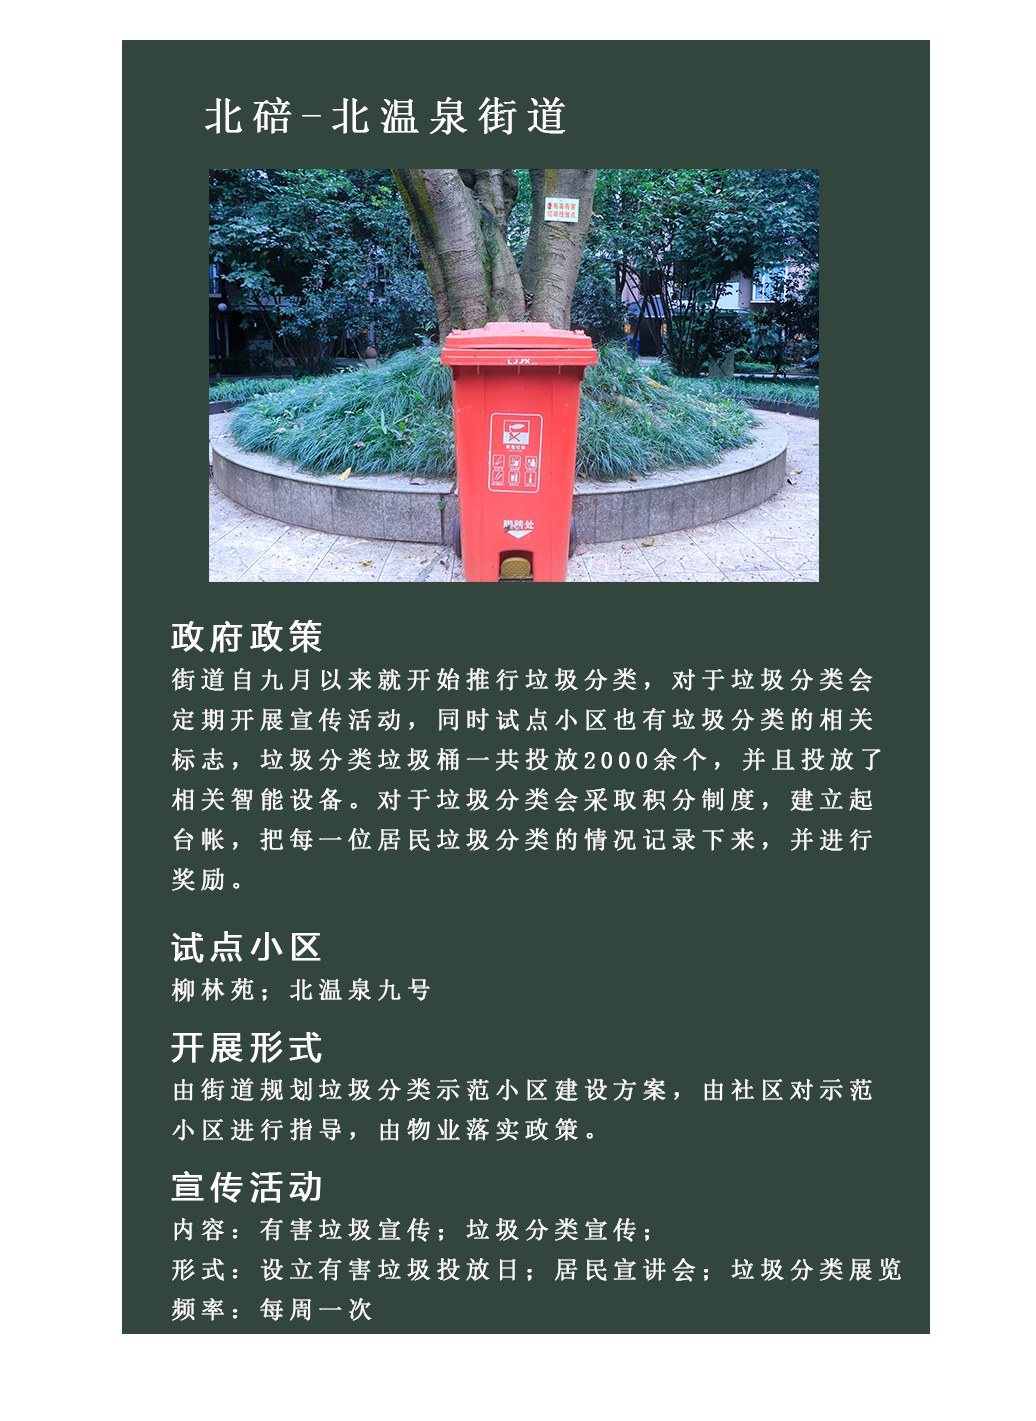 北碚-北温泉街道
有毒有害
垃圾投放点
有害垃圾
脚踏处
政府政策
街道自九月以来就开始推行垃圾分类，对于垃圾分类会
定期开展宣传活动，同时试点小区也有垃圾分类的相关
标志，垃圾分类垃圾桶一共投放2000余个，并且投放了
相关智能设备。对于垃圾分类会采取积分制度，建立起
台帐，把每一位居民垃圾分类的情况记录下来，并进行
奖励。
试点小区
柳林苑；北温泉九号
开展形式
由街道规划垃圾分类示范小区建设方案，由社区对示范
小区进行指导，由物业落实政策。
宣传活动
内容：有害垃圾宣传；垃圾分类宣传；
形式：设立有害垃圾投放日；居民宣讲会；垃圾分类展览
频率：每周一次